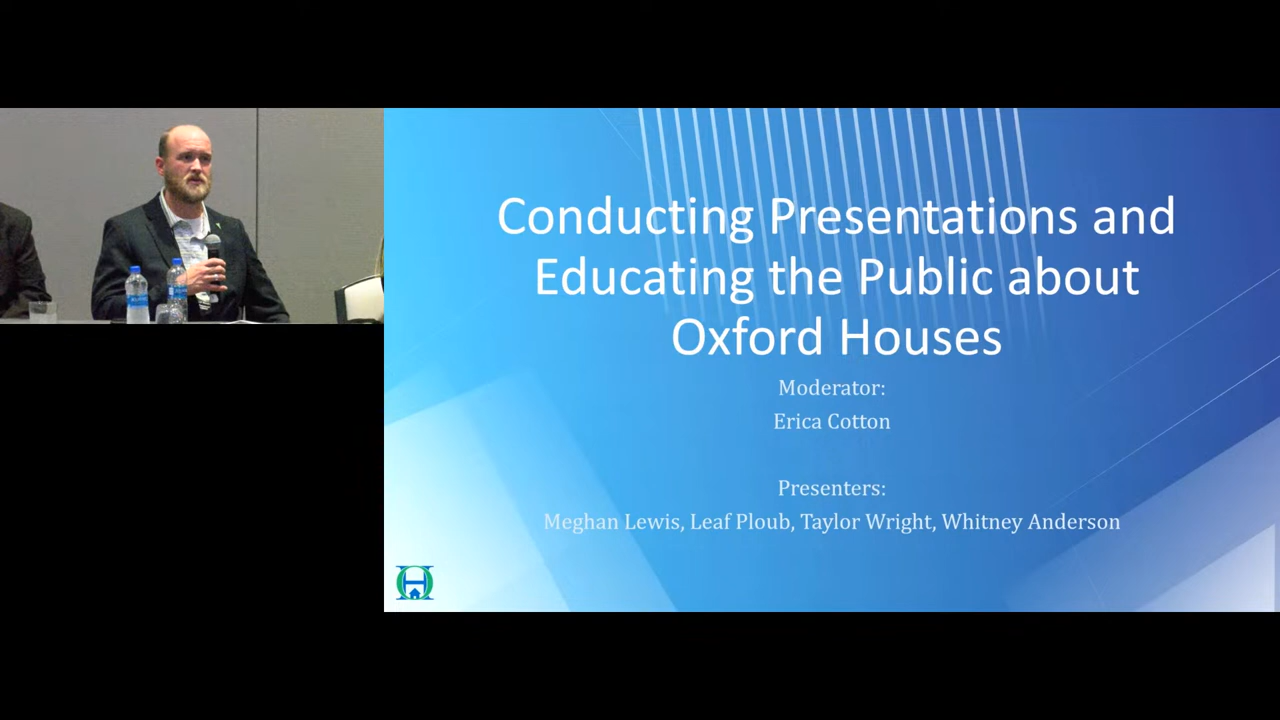 Conducting Presentations and
Educating the Public about
Oxford Houses
Moderator:
Erica Cotton
Presenters:
Meghan Lewis, Leaf Ploub, Taylor Wright, Whitney Anderson